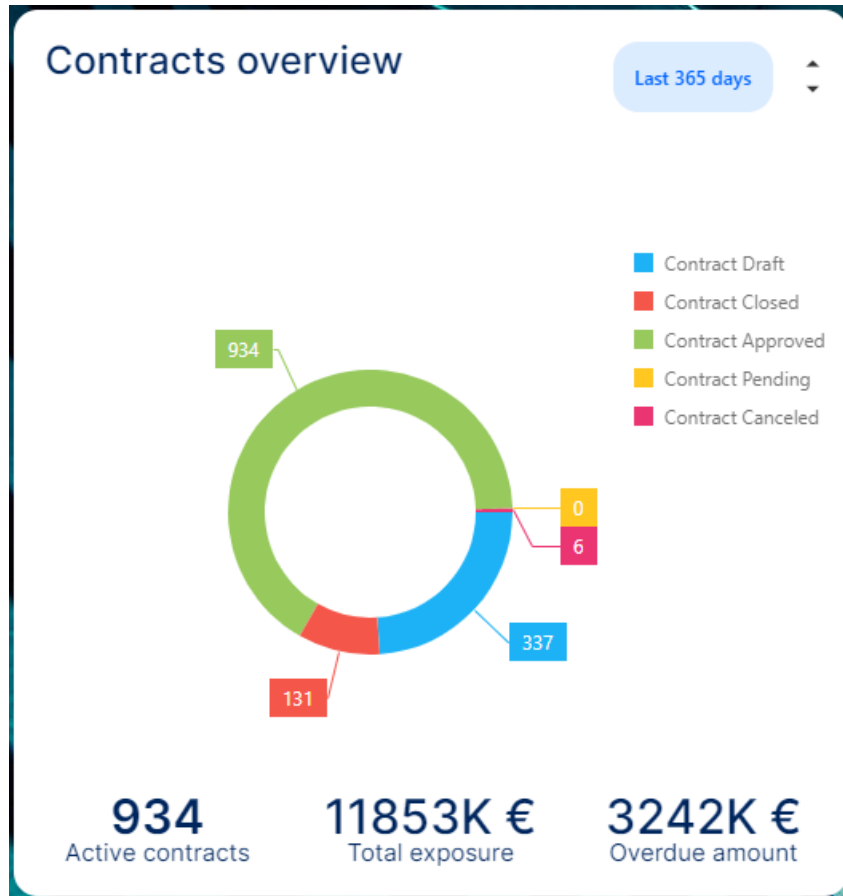 Contracts overview
Last 365 days
Contract Draft
Contract Closed
Contract Approved
Contract Pending
Contract Canceled
934
0
6
337
131
934 11853K € 3242K €
Active contracts Total exposure Overdue amount